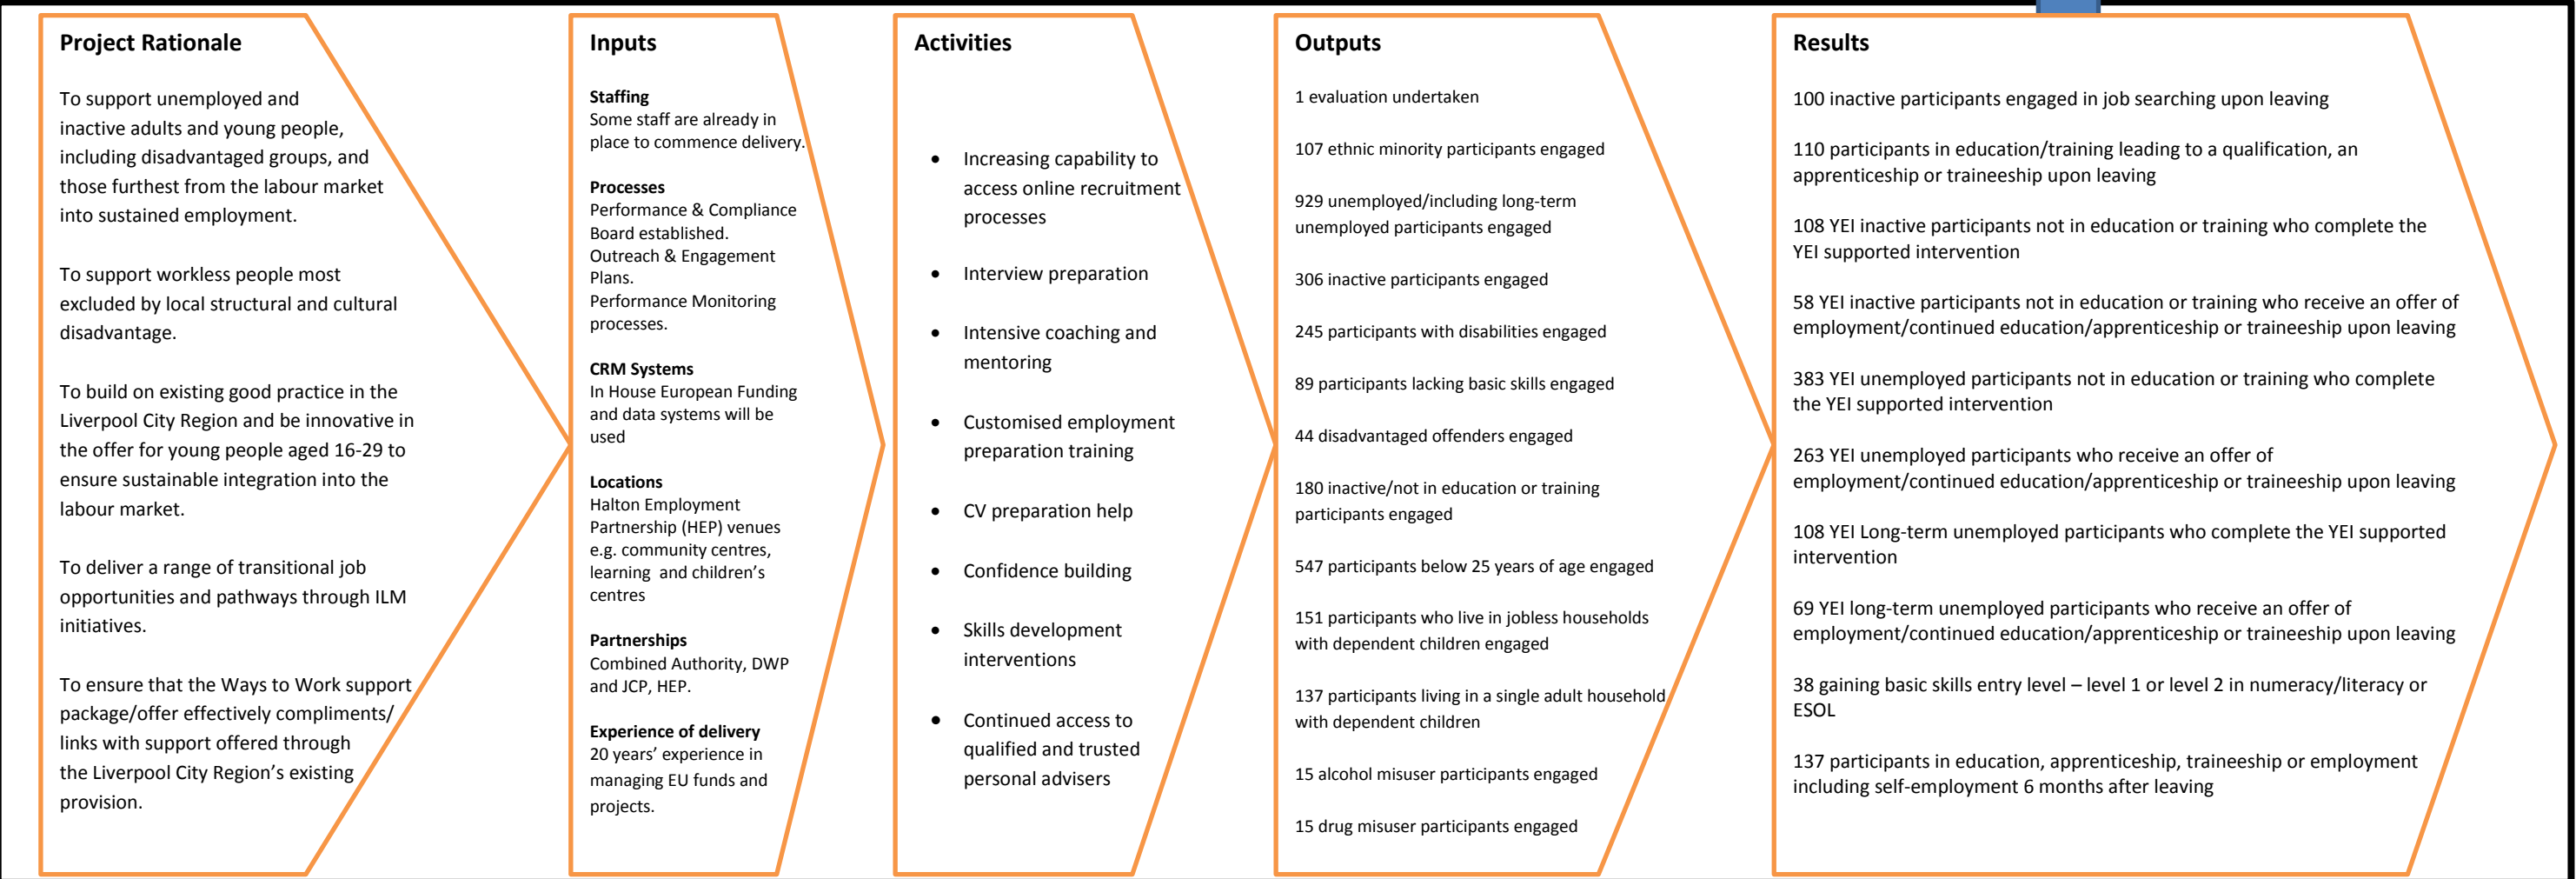 Project Rationale
To support unemployed and
inactive adults and young people,
including disadvantaged groups, and
those furthest from the labour market
into sustained employment.
To support workless people most
excluded by local structural and cultural
disadvantage.
To build on existing good practice in the
Liverpool City Region and be innovative in
the offer for young people aged 16-29 to
ensure sustainable integration into the
labour market.
To deliver a range of transitional job
opportunities and pathways through ILM
initiatives.
To ensure that the Ways to Work support
package/offer effectively compliments/
links with support offered through
the Liverpool City Region's existing
provision.
Inputs
Staffing
Some staff are already in
place to commence delivery.
Processes
Performance & Compliance
Board established.
Outreach & Engagement
Plans.
Performance Monitoring
processes.
CRM Systems
In House European Funding
and data systems will be
used
Locations
Halton Employment
Partnership (HEP) venues
e.g. community centres,
learning and children's
centres
Partnerships
Combined Authority, DWP
and JCP, HEP.
Experience of delivery
20 years' experience in
managing EU funds and
projects.
Activities
• Increasing capability to
access online recruitment
processes
• Interview preparation
• Intensive coaching and
mentoring
• Customised employment
preparation training
• CV preparation help
• Confidence building
• Skills development
interventions
• Continued access to
qualified and trusted
personal advisers
Outputs
1 evaluation undertaken
107 ethnic minority participants engaged
929 unemployed/including long-term
unemployed participants engaged
306 inactive participants engaged
245 participants with disabilities engaged
89 participants lacking basic skills engaged
44 disadvantaged offenders engaged
180 inactive/not in education or training
participants engaged
547 participants below 25 years of age engaged
151 participants who live in jobless households
with dependent children engaged
137 participants living in a single adult household
with dependent children
15 alcohol misuser participants engaged
15 drug misuser participants engaged
Results
100 inactive participants engaged in job searching upon leaving
110 participants in education/training leading to a qualification, an
apprenticeship or traineeship upon leaving
108 YEI inactive participants not in education or training who complete the
YEI supported intervention
58 YEI inactive participants not in education or training who receive an offer of
employment/continued education/apprenticeship or traineeship upon leaving
383 YEI unemployed participants not in education or training who complete
the YEI supported intervention
263 YEI unemployed participants who receive an offer of
employment/continued education/apprenticeship or traineeship upon leaving
108 YEI Long-term unemployed participants who complete the YEI supported
intervention
69 YEI long-term unemployed participants who receive an offer of
employment/continued education/apprenticeship or traineeship upon leaving
38 gaining basic skills entry level – level 1 or level 2 in numeracy/literacy or
ESOL
137 participants in education, apprenticeship, traineeship or employment
including self-employment 6 months after leaving